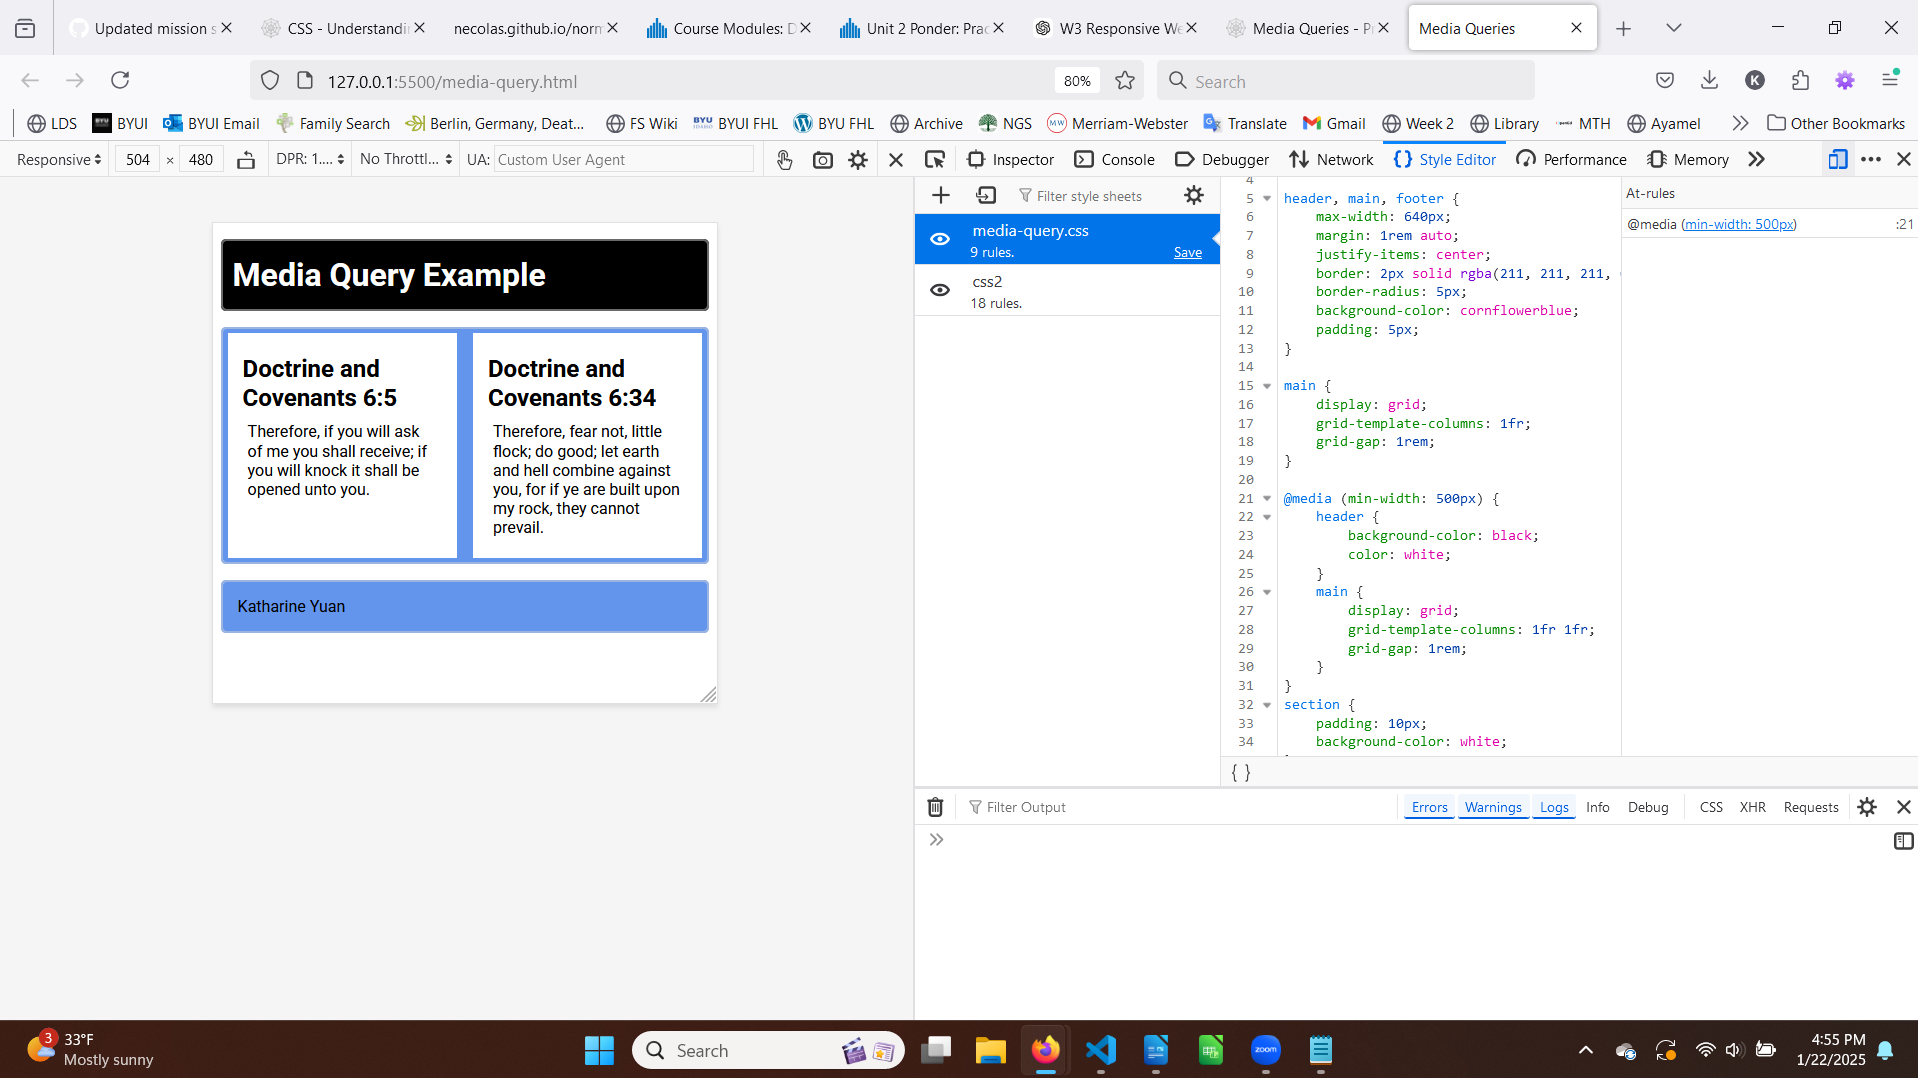 Updated mission s
CSS - Understandi
necolas.github.io/norm
Course Modules: D
Unit 2 Ponder: Prac
W3 Responsive We
Media Queries - Pr
Media Queries
127.0.0.1:5500/media-query.html
80%
Search
K
LDS
BYUI
BYUI Email
Family Search
Berlin, Germany, Deat...
FS Wiki
BYUI FHL
BYU FHL
Archive
NGS
Merriam-Webster
Translate
Gmail
Week 2
Library
MTH
Ayamel
Other Bookmarks
Responsive
504 × 480
DPR: 1....
No Throttl...
UA: Custom User Agent
Inspector
Console
Debugger
Network
Style Editor
Performance
Memory
Media Query Example
Doctrine and
Covenants 6:5
Therefore, if you will ask
of me you shall receive; if
you will knock it shall be
opened unto you.
Doctrine and
Covenants 6:34
Therefore, fear not, little
flock; do good; let earth
and hell combine against
you, for if ye are built upon
my rock, they cannot
prevail.
Katharine Yuan
Filter style sheets
media-query.css
9 rules.
Save
css2
18 rules.
4
5 header, main, footer {
6 max-width: 640px;
7 margin: 1rem auto;
8 justify-items: center;
9 border: 2px solid rgba(211, 211, 211,
10 border-radius: 5px;
11 background-color: cornflowerblue;
12 padding: 5px;
13 }
14
15 main {
16 display: grid;
17 grid-template-columns: 1fr;
18 grid-gap: 1rem;
19 }
20
21 @media (min-width: 500px) {
22 header {
23 background-color: black;
24 color: white;
25 }
26 main {
27 display: grid;
28 grid-template-columns: 1fr 1fr;
29 grid-gap: 1rem;
30 }
31 }
32 section {
33 padding: 10px;
34 background-color: white;
{ }
At-rules
@media (min-width: 500px) :21
Filter Output
Errors
Warnings
Logs
Info
Debug
CSS
XHR
Requests
3
33°F
Mostly sunny
Search
zoom
4:55 PM
1/22/2025